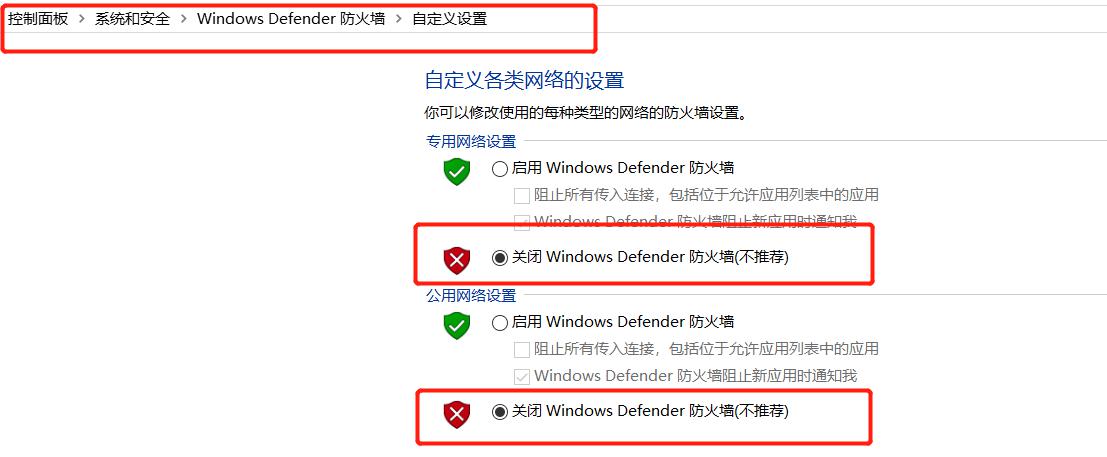 控制面板 > 系统和安全 > Windows Defender 防火墙 > 自定义设置
自定义各类网络的设置
你可以修改使用的每种类型的网络的防火墙设置。
专用网络设置
启用 Windows Defender 防火墙
阻止所有传入连接，包括位于允许应用列表中的应用
Windows Defender 防火墙阻止新应用时通知我
关闭 Windows Defender 防火墙(不推荐)
公用网络设置
启用 Windows Defender 防火墙
阻止所有传入连接，包括位于允许应用列表中的应用
Windows Defender 防火墙阻止新应用时通知我
关闭 Windows Defender 防火墙(不推荐)